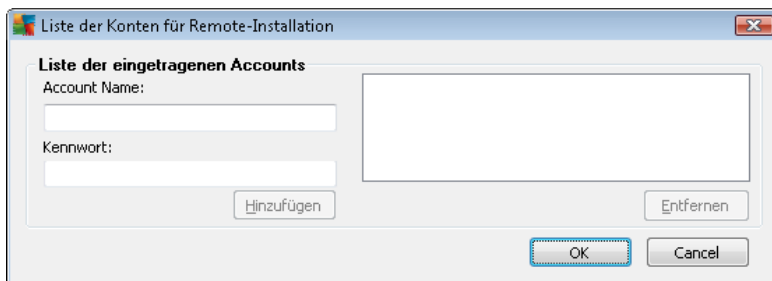 Liste der Konten für Remote-Installation
Liste der eingetragenen Accounts
Account Name:
Kennwort:
Hinzufügen
Entfernen
OK
Cancel